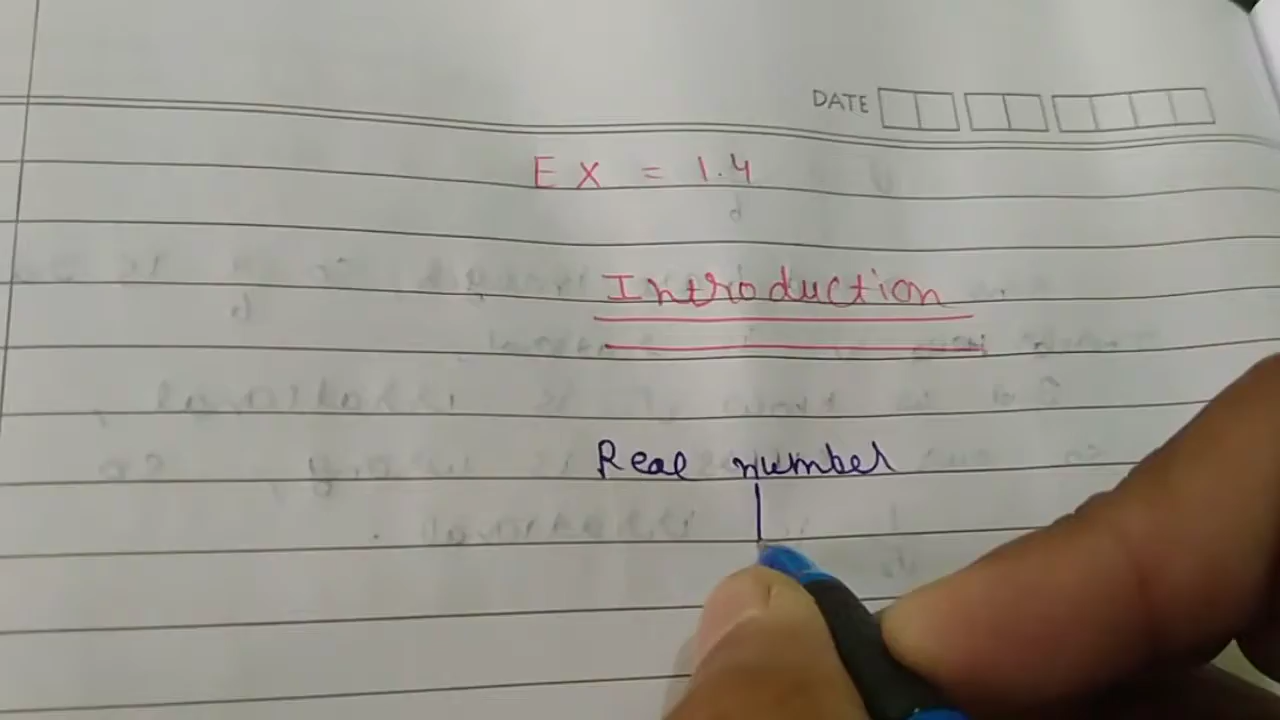 DATE
Ex = 1.4
Introduction
Real number